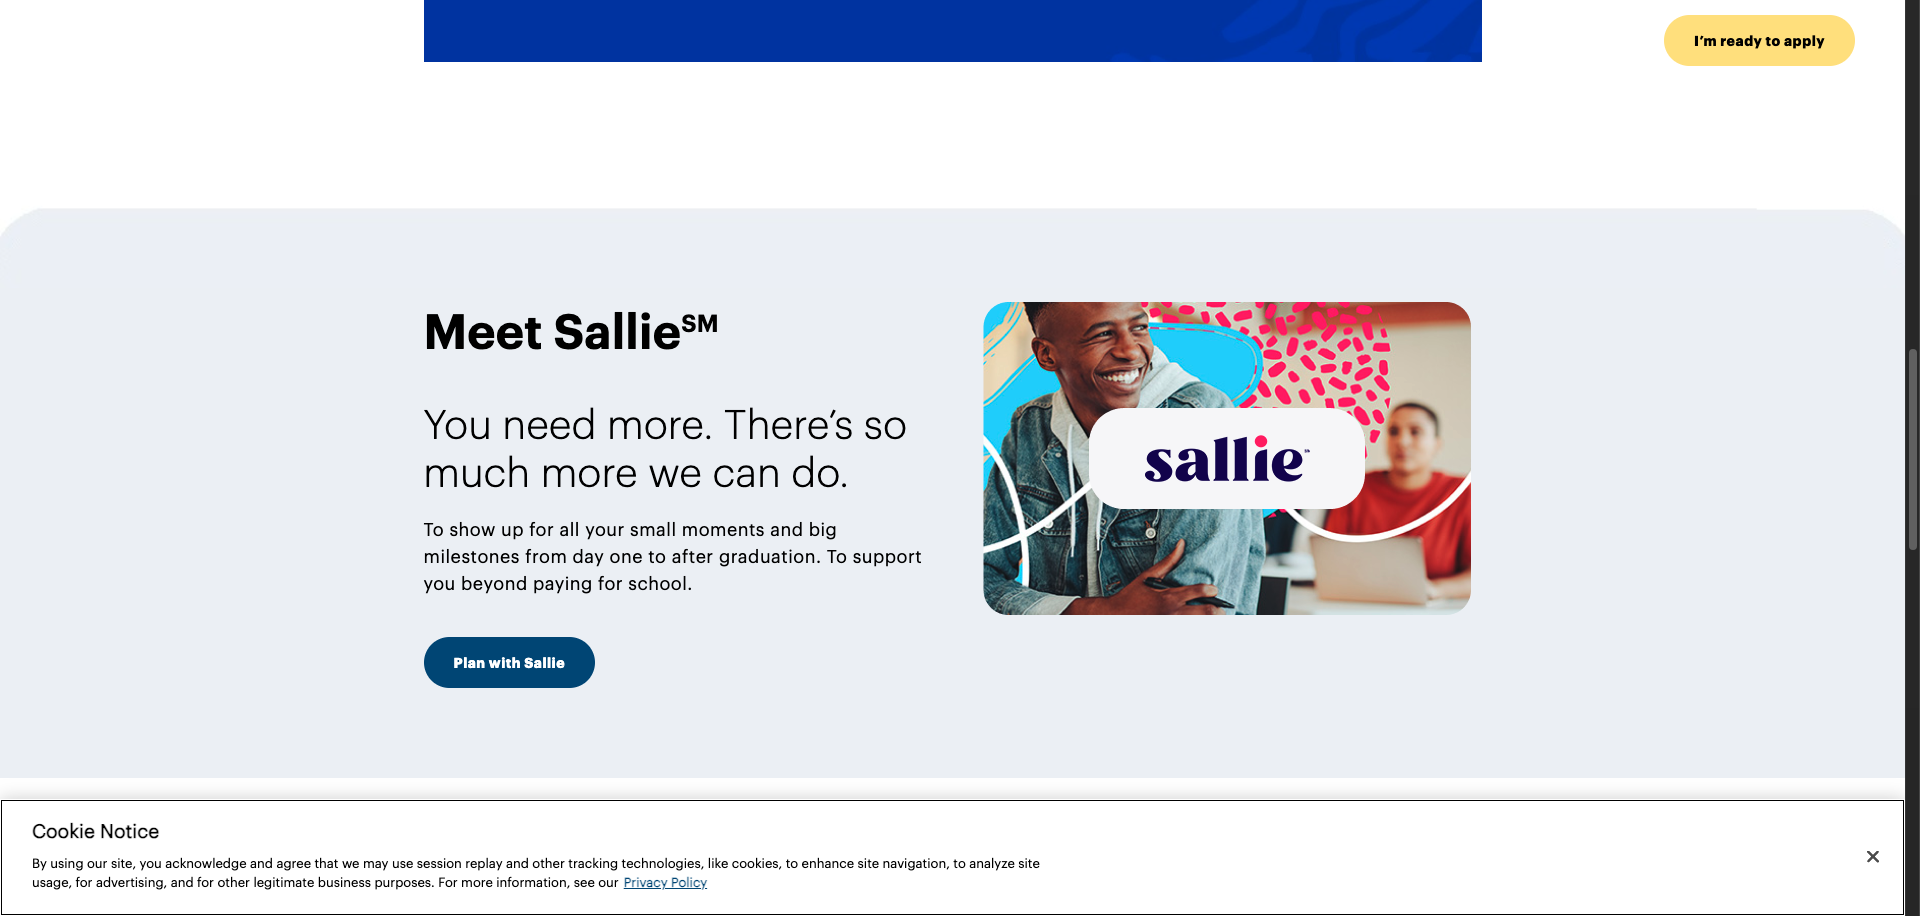 I'm ready to apply
Meet Sallie℠
You need more. There's so
much more we can do.
To show up for all your small moments and big
milestones from day one to after graduation. To support
you beyond paying for school.
sallie℠
Plan with Sallie
Cookie Notice
By using our site, you acknowledge and agree that we may use session replay and other tracking technologies, like cookies, to enhance site navigation, to analyze site
usage, for advertising, and for other legitimate business purposes. For more information, see our Privacy Policy